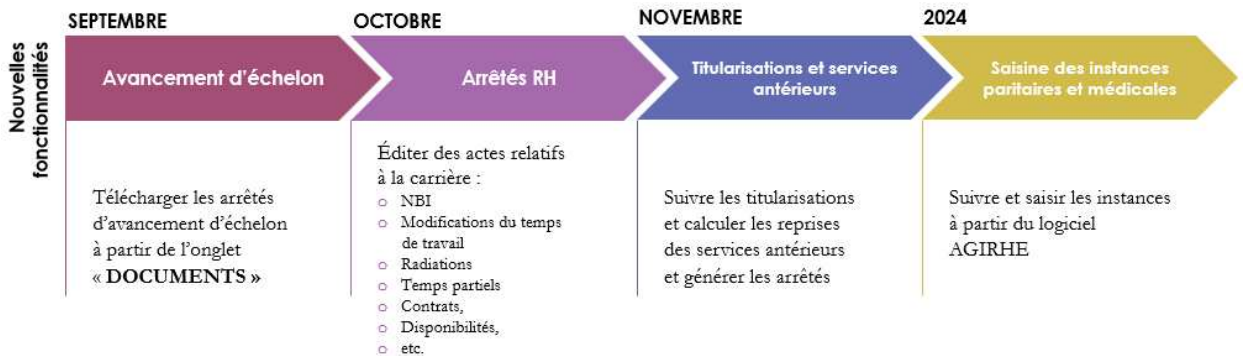 Nouvelles
fonctionnalités
SEPTEMBRE
Avancement d’échelon
Télécharger les arrêtés
d’avancement d’échelon
à partir de l’onglet
« DOCUMENTS »
OCTOBRE
Arrêtés RH
Éditer des actes relatifs
à la carrière :
o NBI
o Modifications du temps
de travail
o Radiations
o Temps partiels
o Contrats,
o Disponibilités,
o etc.
NOVEMBRE
Titularisations et services
antérieurs
Suivre les titularisations
et calculer les reprises
des services antérieurs
et générer les arrêtés
2024
Saisine des instances
paritaires et médicales
Suivre et saisir les instances
à partir du logiciel
AGIRHE